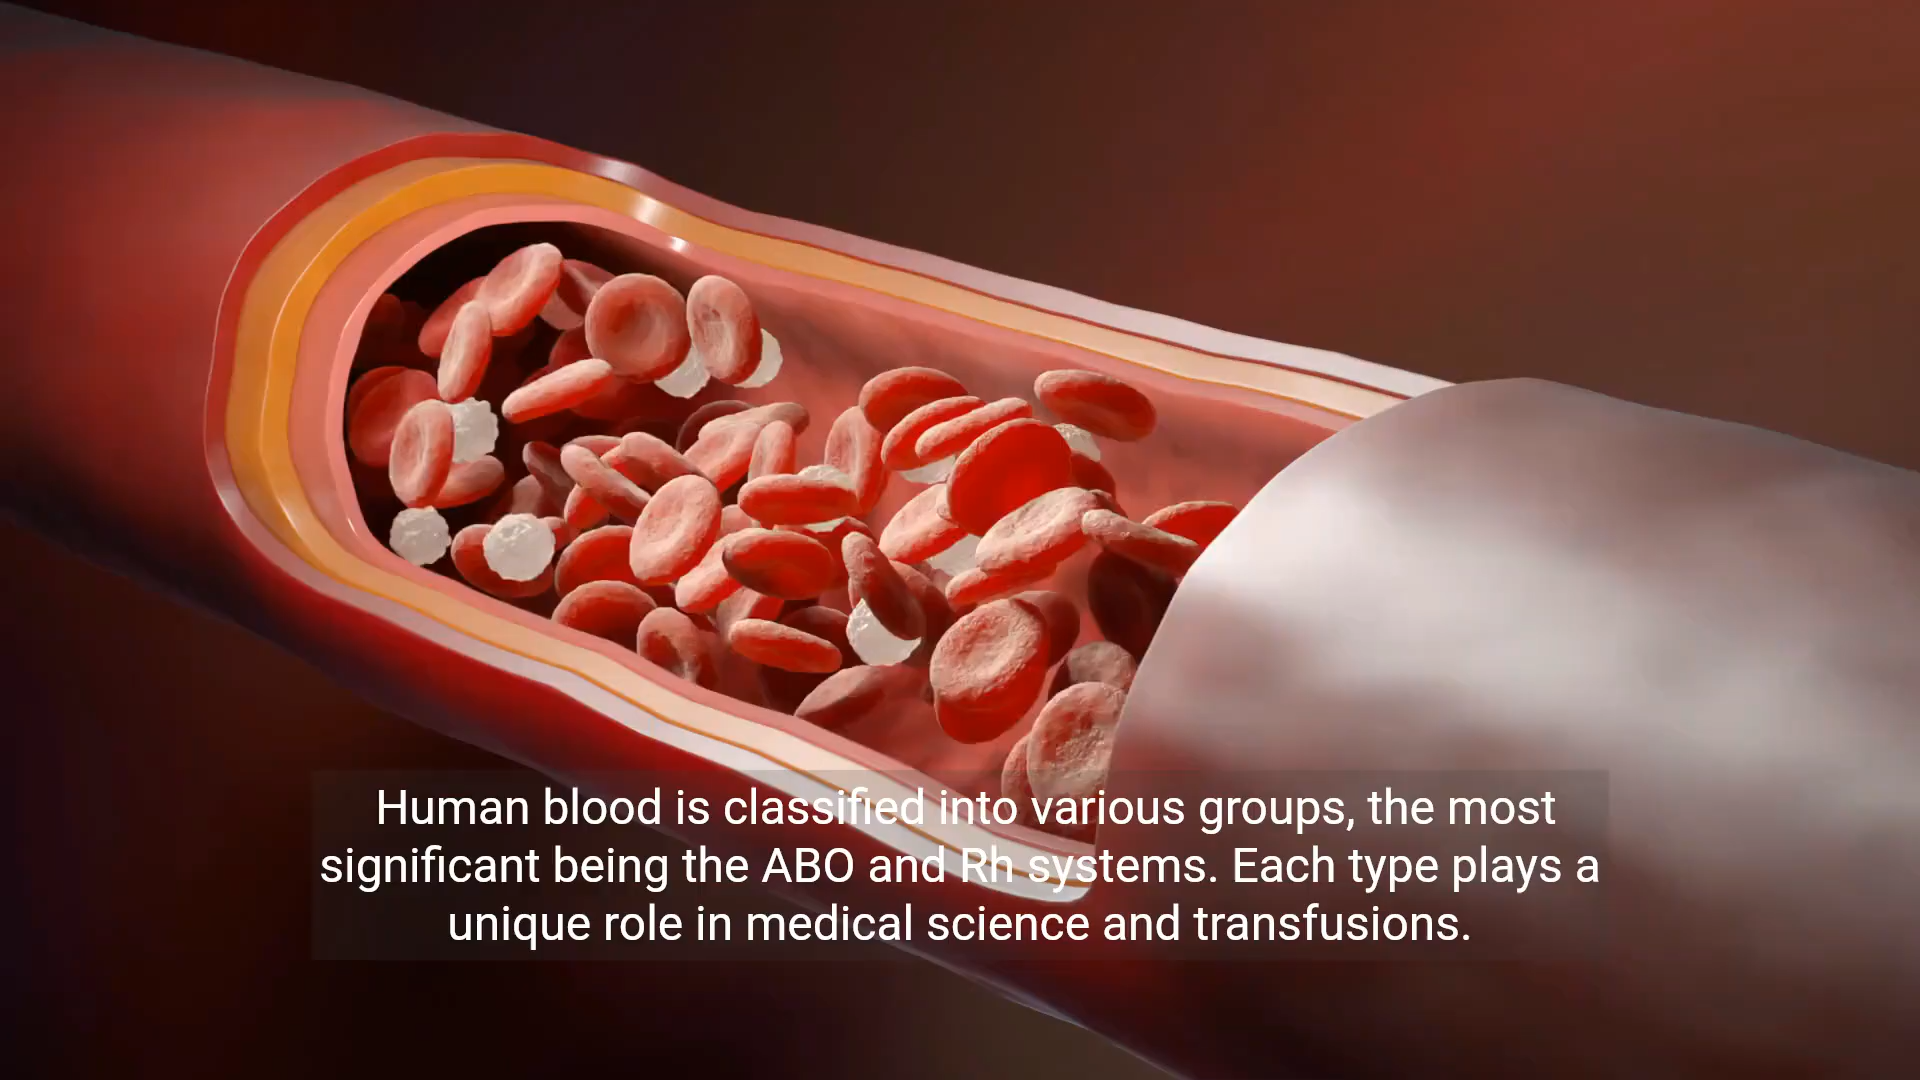 Human blood is classified into various groups, the most
significant being the ABO and Rh systems. Each type plays a
unique role in medical science and transfusions.